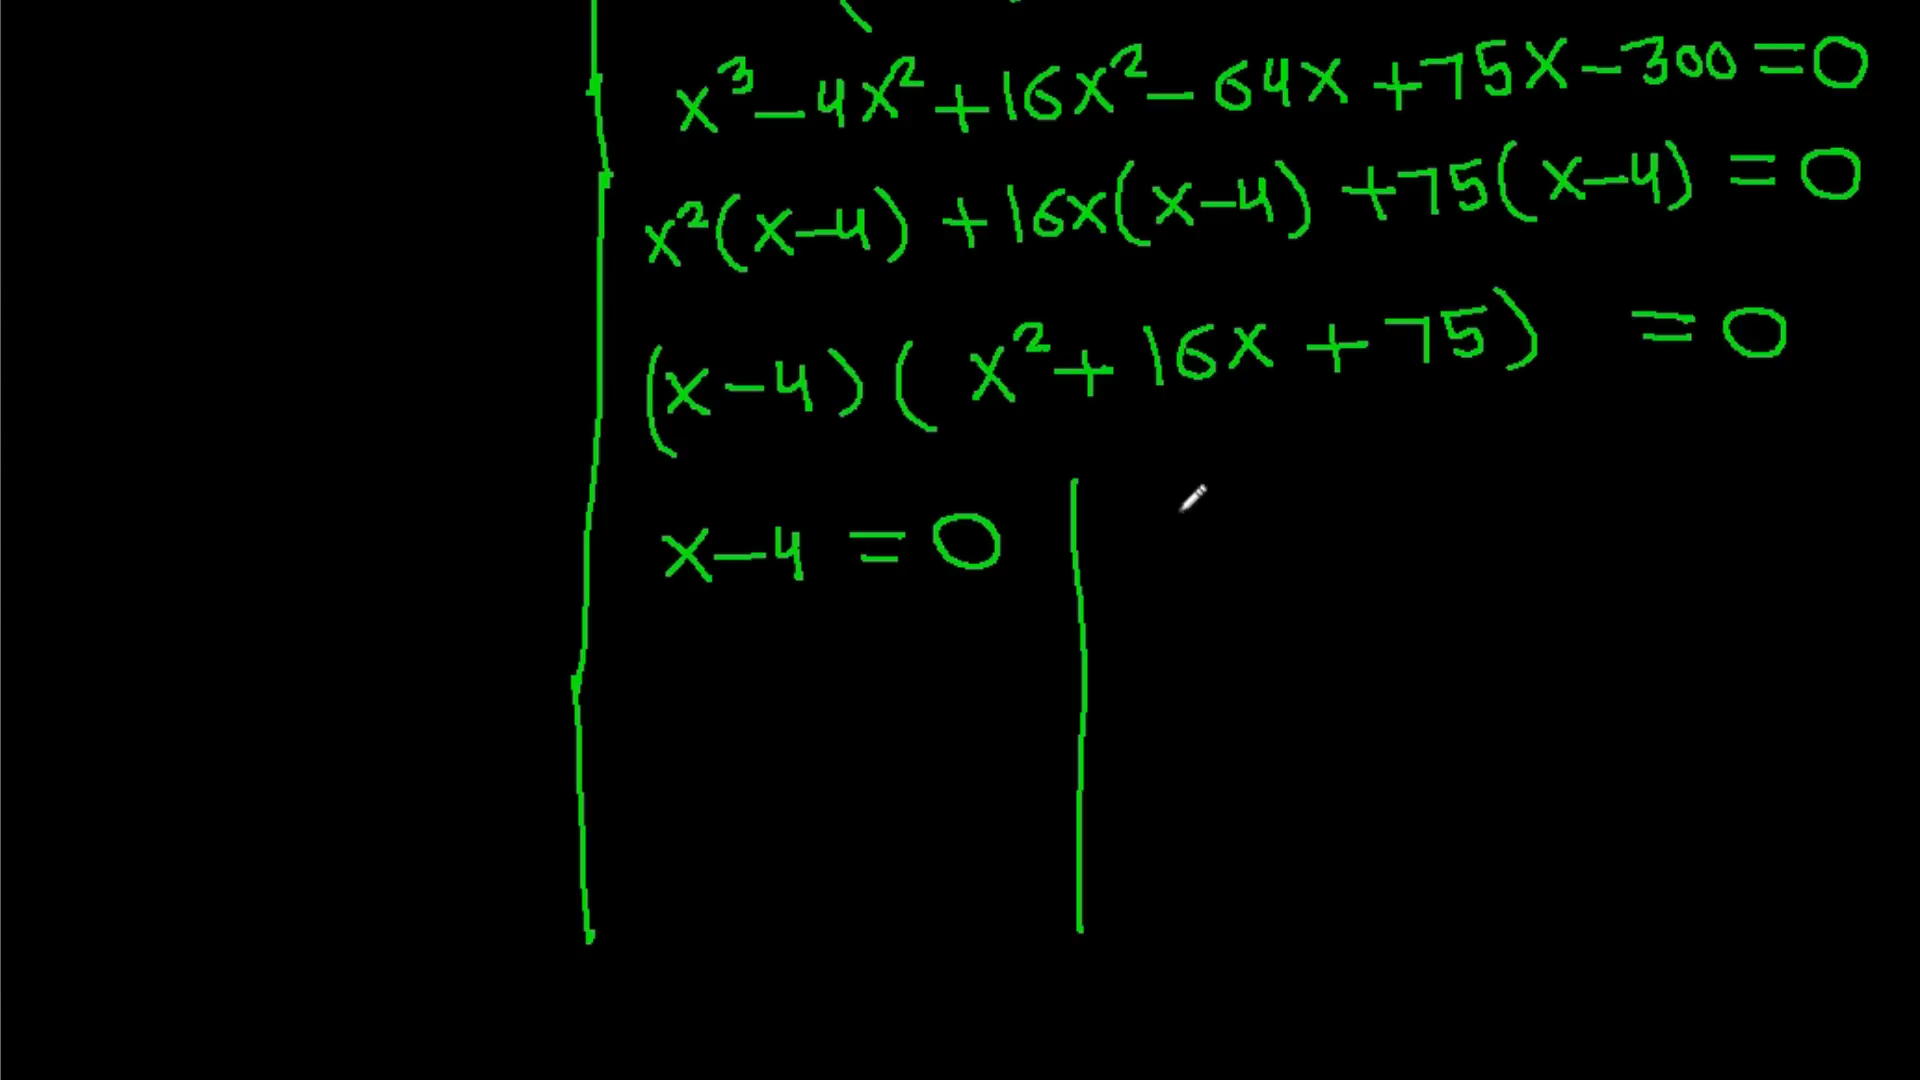 x³-4x²+16x²-64x+75x-300=0
x²(x-4)+16x(x-4)+75(x-4)=0
(x-4)(x²+16x+75)=0
x-4=0